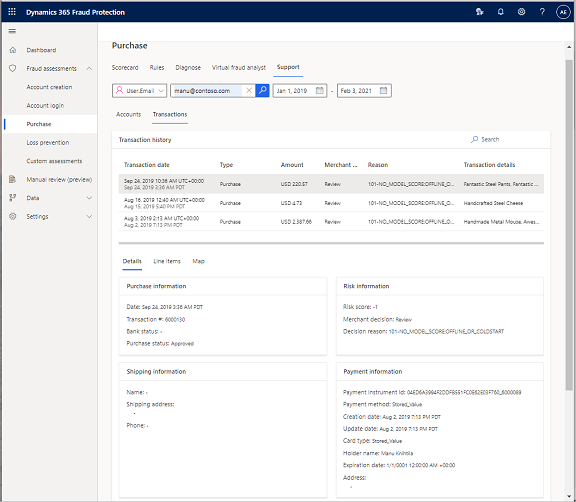 Dynamics 365 Fraud Protection
AE
Dashboard
Fraud assessments
Account creation
Account login
Purchase
Loss prevention
Custom assessments
Manual review (preview)
Data
Settings
Purchase
Scorecard Rules Diagnose Virtual fraud analyst Support
User.Email manu@contoso.com Jan 1, 2019 - Feb 3, 2021
Accounts Transactions
Transaction history Search
Transaction date Type Amount Merchant ... Reason Transaction details
Sep 24, 2019 10:36 AM UTC+00:00
Sep 24, 2019 3:36 AM PDT
Purchase USD 220.57 Review 101-NO_MODEL_SCORE:OFFLINE_O... Fantastic Steel Pants, Fantastic ...
Aug 16, 2019 12:40 AM UTC+00:00
Aug 15, 2019 5:40 PM PDT
Purchase USD 4.73 Review 101-NO_MODEL_SCORE:OFFLINE_O... Handcrafted Steel Cheese
Aug 3, 2019 2:13 AM UTC+00:00
Aug 2, 2019 7:13 PM PDT
Purchase USD 2,387.66 Review 101-NO_MODEL_SCORE:OFFLINE_O... Handmade Metal Mouse, Awes...
Details Line items Map
Purchase information
Date: Sep 24, 2019 3:36 AM PDT
Transaction #: 6000130
Bank status: -
Purchase status: Approved
Risk information
Risk score: -1
Merchant decision: Review
Decision reason: 101-NO_MODEL_SCORE:OFFLINE_OR_COLDSTART
Shipping information
Name: -
Shipping address:
-
Phone: -
Payment information
Payment instrument id:
Payment method: Stored_Value
Creation date: Aug 2, 2019 7:13 PM PDT
Update date: Aug 2, 2019 7:13 PM PDT
Card type: Stored_Value
Holder name: Manu
Expiration date: 1/1/0001 12:00:00 AM +00:00
Address:
-